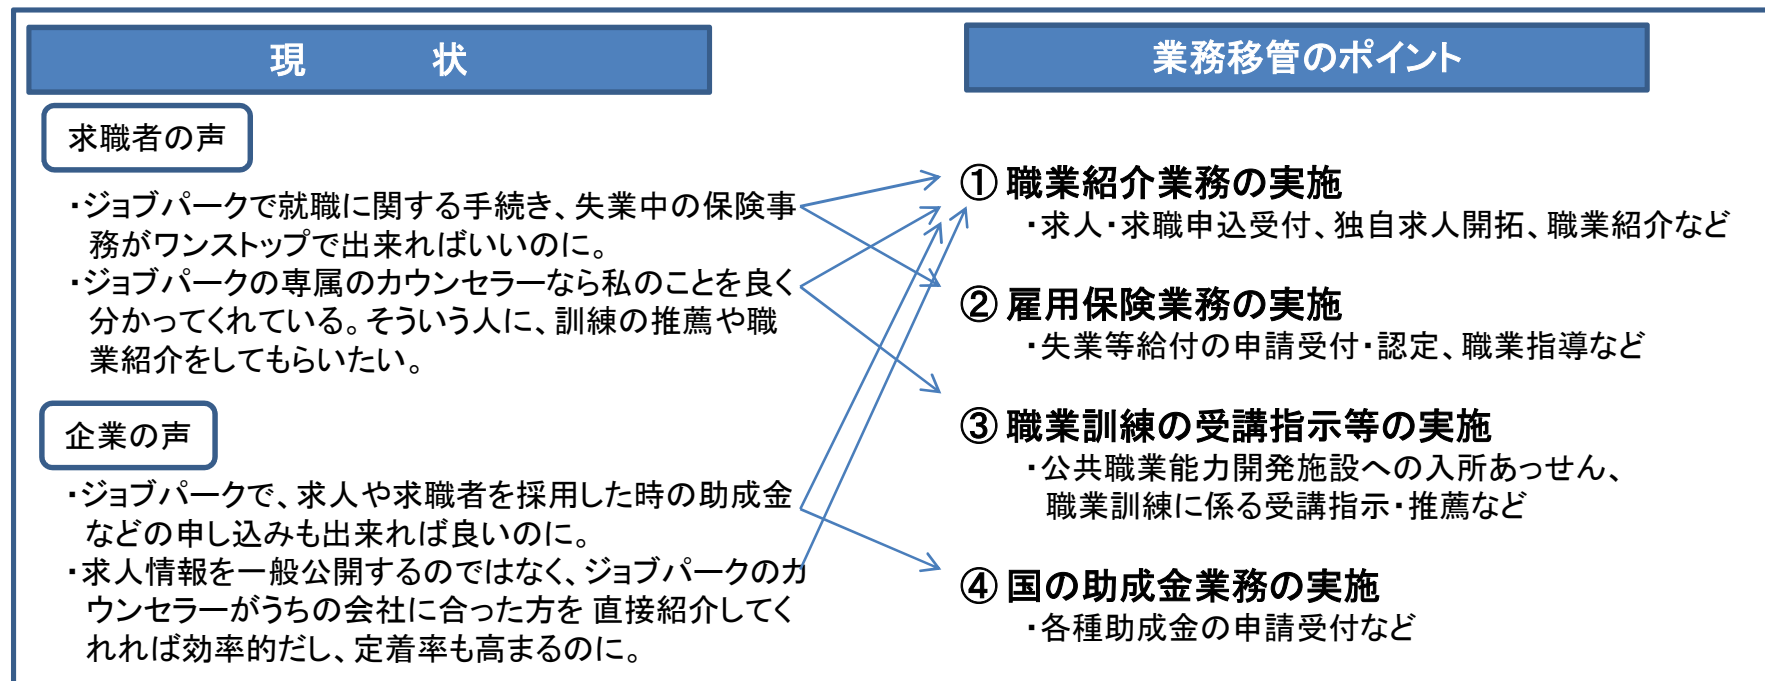 現　　　状
求職者の声
・ジョブパークで就職に関する手続き、失業中の保険事
務がワンストップで出来ればいいのに。
・ジョブパークの専属のカウンセラーなら私のことを良く
分かってくれている。そういう人に、訓練の推薦や職
業紹介をしてもらいたい。
企業の声
・ジョブパークで、求人や求職者を採用した時の助成金
などの申し込みも出来れば良いのに。
・求人情報を一般公開するのではなく、ジョブパークのカ
ウンセラーがうちの会社に合った方を 直接紹介してく
れれば効率的だし、定着率も高まるのに。
業務移管のポイント
① 職業紹介業務の実施
・求人・求職申込受付、独自求人開拓、職業紹介など
② 雇用保険業務の実施
・失業等給付の申請受付・認定、職業指導など
③ 職業訓練の受講指示等の実施
・公共職業能力開発施設への入所あっせん、
職業訓練に係る受講指示・推薦など
④ 国の助成金業務の実施
・各種助成金の申請受付など